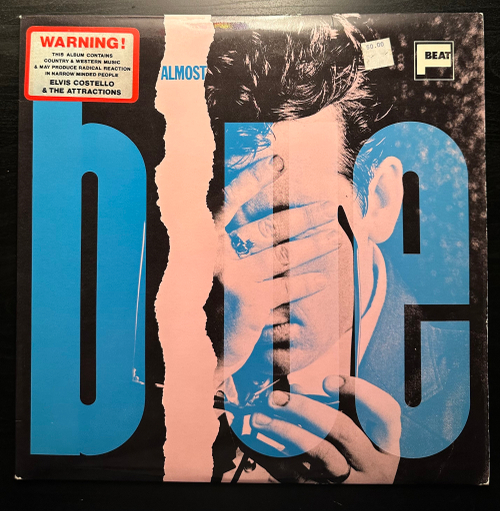 WARNING!
THIS ALBUM CONTAINS
COUNTRY & WESTERN MUSIC
& MAY PRODUCE RADICAL REACTION
IN NARROW MINDED PEOPLE
ELVIS COSTELLO
& THE ATTRACTIONS
ALMOST
F BEAT
blue